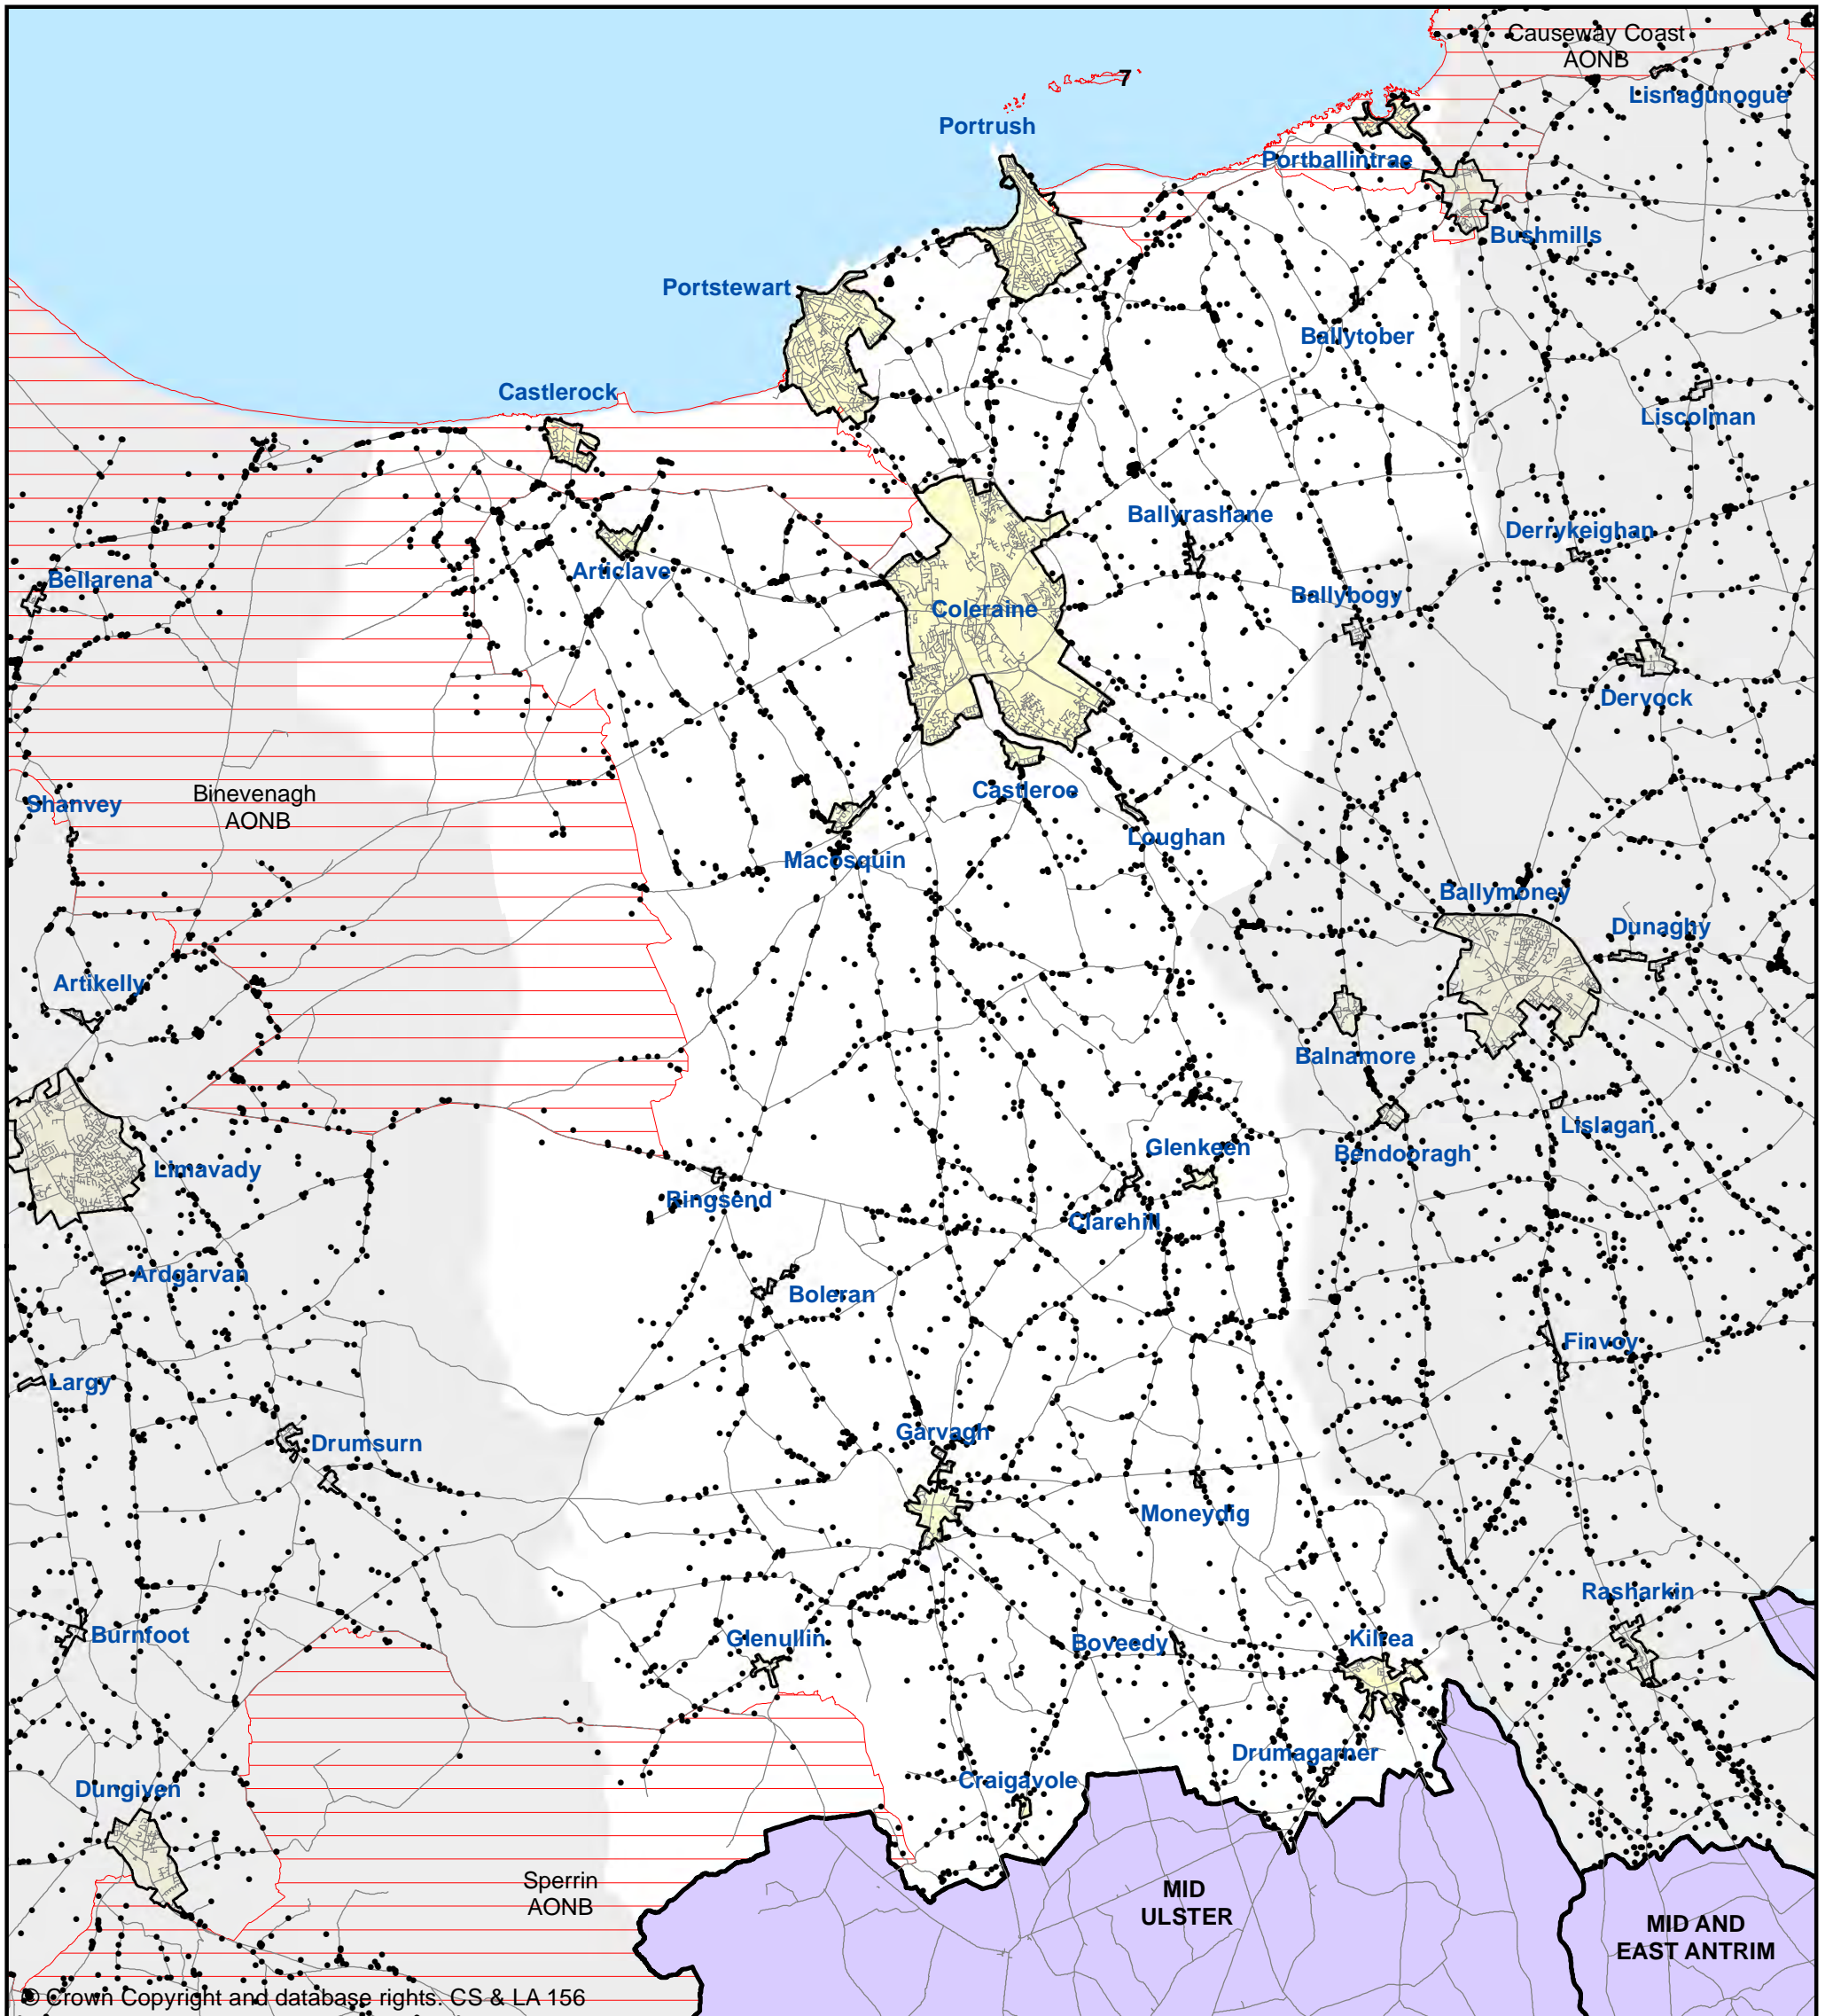 Causeway Coast
AONB
7
Lisnagunogue
Portrush
Portballintrae
Bushmills
Portstewart
Ballytober
Castlerock
Liscolman
Ballyrashane
Derrykeighan
Articlave
Bellarena
Ballybogy
Coleraine
Dervock
Binevenagh
AONB
Castleroe
Shanvey
Loughan
Macosquin
Ballymoney
Dunaghy
Artikelly
Balnamore
Lislagan
Glenkeen
Bendooragh
Limavady
Ringsend
Clarehill
Ardgarvan
Boleran
Finvoy
Largy
Garvagh
Drumsurn
Moneydig
Rasharkin
Burnfoot
Glenullin
Boveedy
Kilrea
Drumagarner
Craigavole
Dungiven
Sperrin
AONB
MID
ULSTER
MID AND
EAST ANTRIM
© Crown Copyright and database rights. CS & LA 156